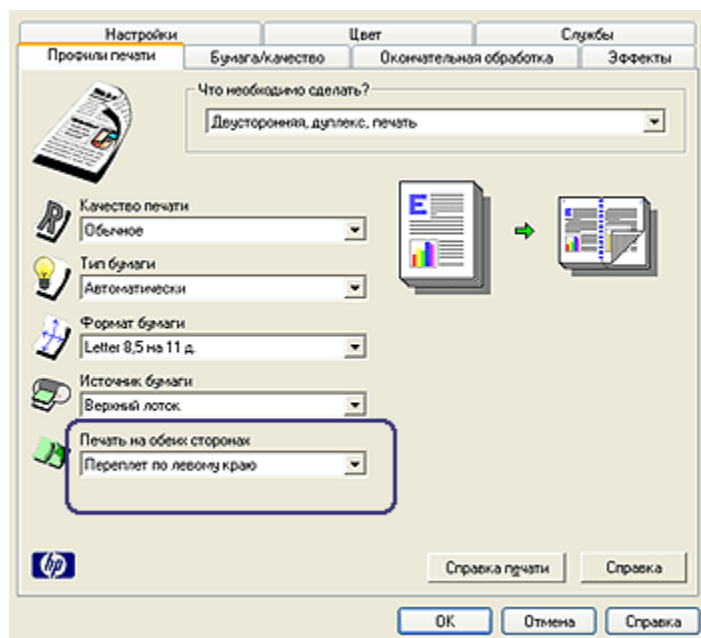 Настройки Цвет Службы
Профили печати Бумага/качество Окончательная обработка Эффекты
Что необходимо сделать?
Двусторонняя, дуплекс, печать
Качество печати
Обычное
Тип бумаги
Автоматически
Формат бумаги
Letter 8,5 на 11 д.
Источник бумаги
Верхний лоток
Печать на обеих сторонах
Переплет по левому краю
hp
Справка печати Справка
OK Отмена Справка